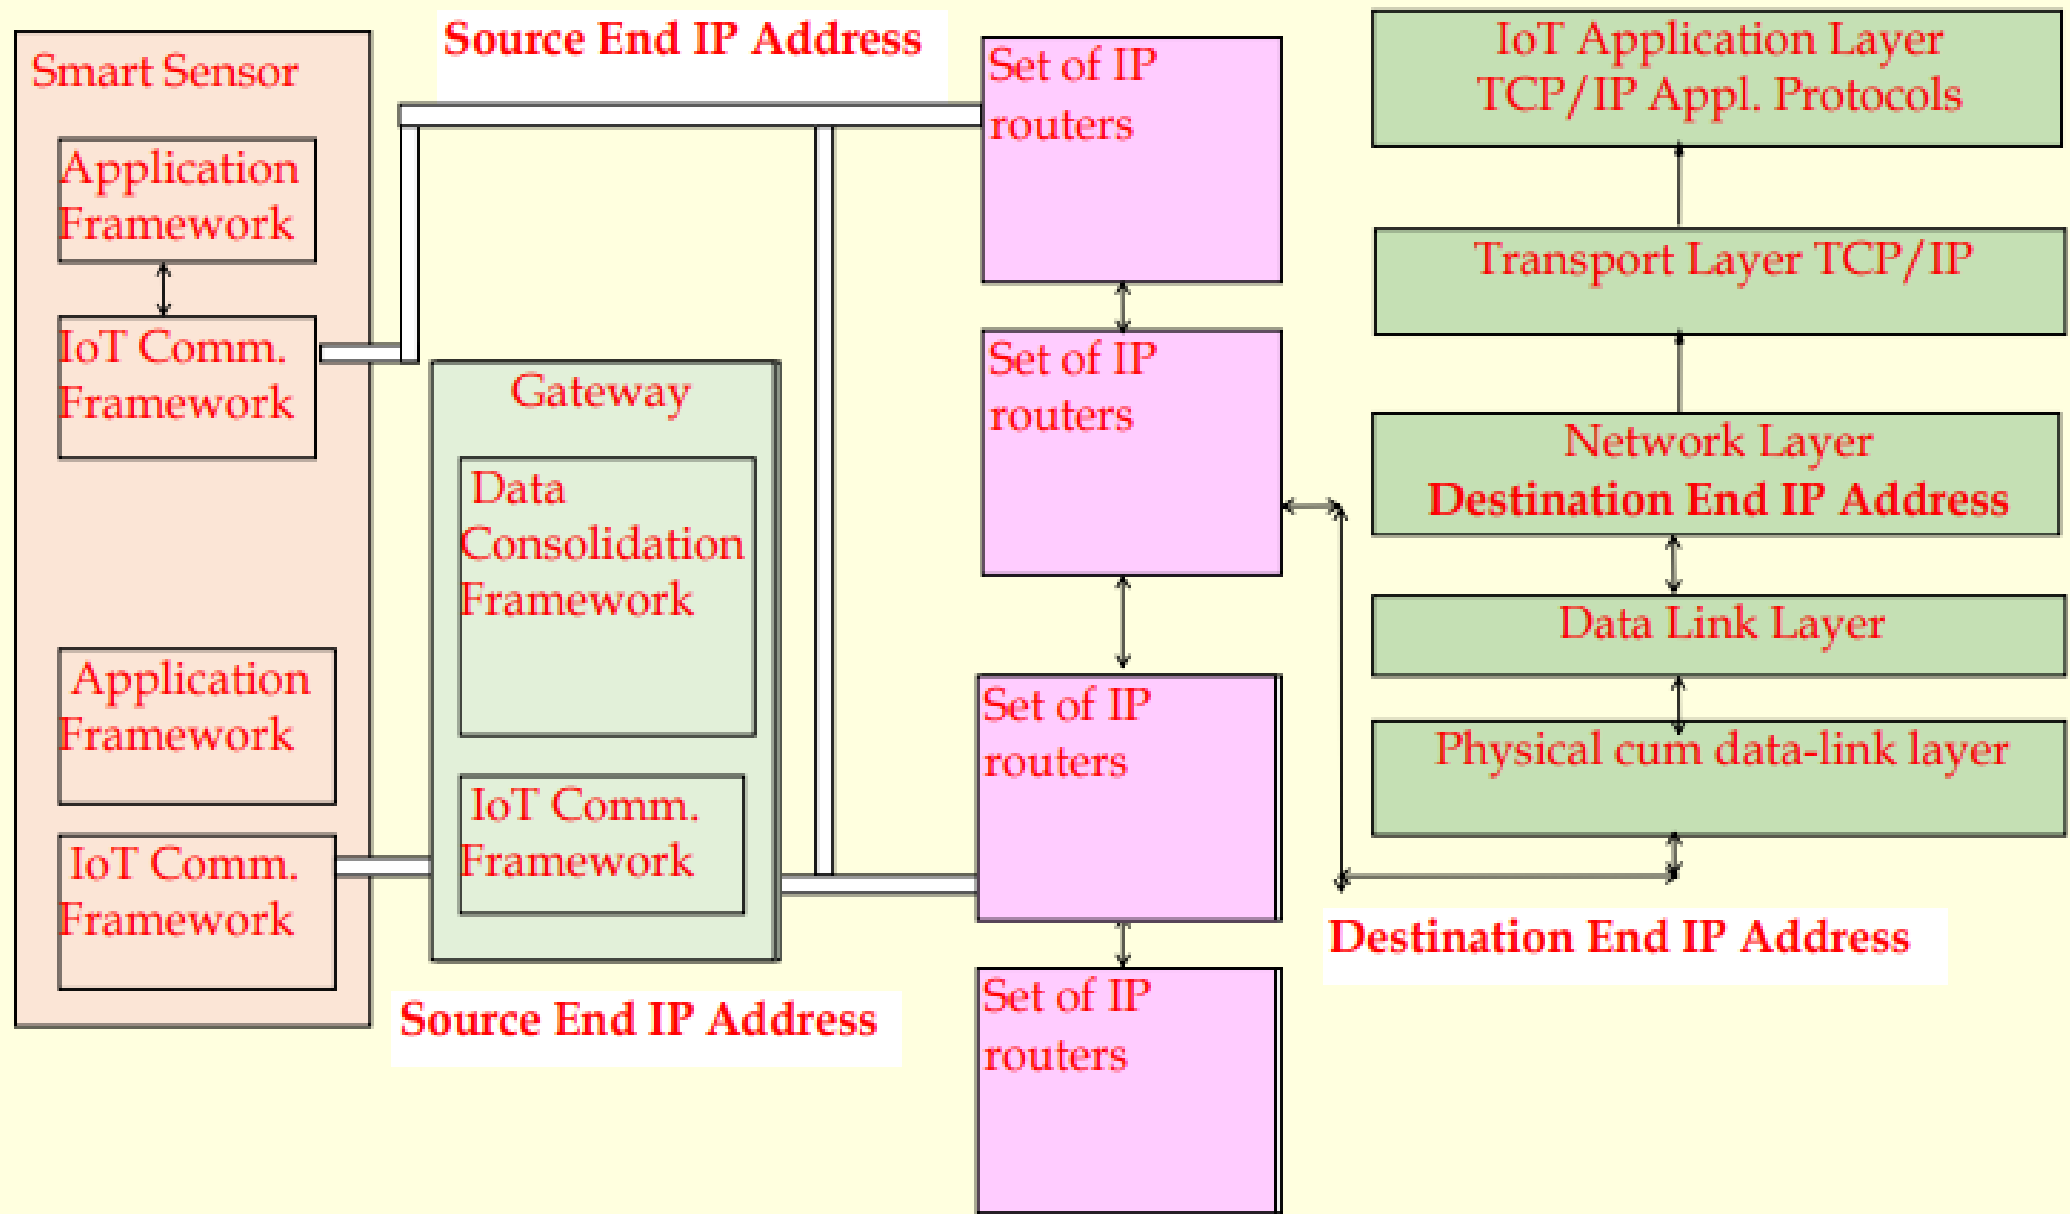 Smart Sensor
Application
Framework
IoT Comm.
Framework
Application
Framework
IoT Comm.
Framework
Source End IP Address
Gateway
Data
Consolidation
Framework
IoT Comm.
Framework
Source End IP Address
Set of IP
routers
Set of IP
routers
Set of IP
routers
Set of IP
routers
IoT Application Layer
TCP/IP Appl. Protocols
Transport Layer TCP/IP
Network Layer
Destination End IP Address
Data Link Layer
Physical cum data-link layer
Destination End IP Address